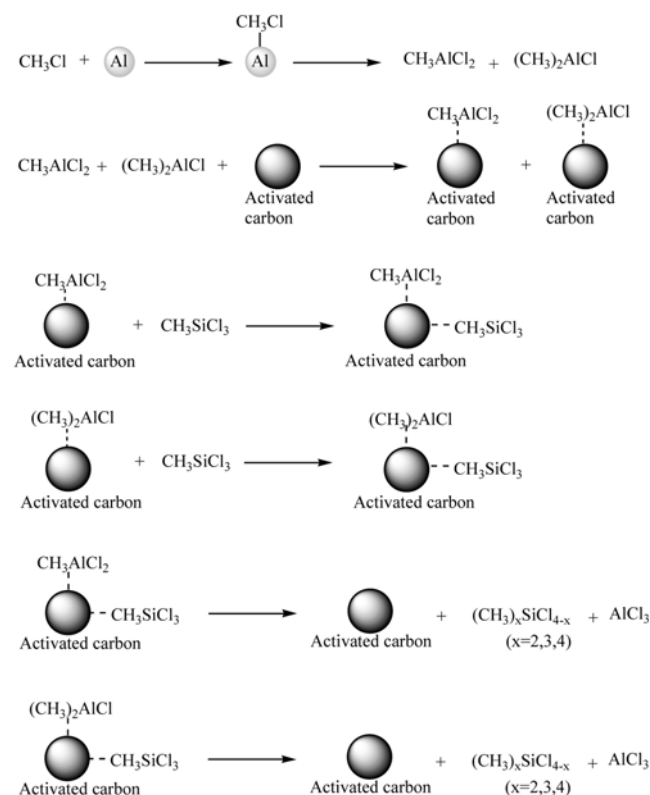 CH₃Cl
CH₃Cl + Al Al CH₃AlCl₂ + (CH₃)₂AlCl
CH₃AlCl₂ (CH₃)₂AlCl
CH₃AlCl₂ + (CH₃)₂AlCl + +
Activated carbon Activated carbon Activated carbon
CH₃AlCl₂ CH₃AlCl₂
+ CH₃SiCl₃ CH₃SiCl₃
Activated carbon Activated carbon
(CH₃)₂AlCl (CH₃)₂AlCl
+ CH₃SiCl₃ CH₃SiCl₃
Activated carbon Activated carbon
CH₃AlCl₂
CH₃SiCl₃ + (CH₃)ₓSiCl₄₋ₓ + AlCl₃
Activated carbon Activated carbon (x=2,3,4)
(CH₃)₂AlCl
CH₃SiCl₃ + (CH₃)ₓSiCl₄₋ₓ + AlCl₃
Activated carbon Activated carbon (x=2,3,4)